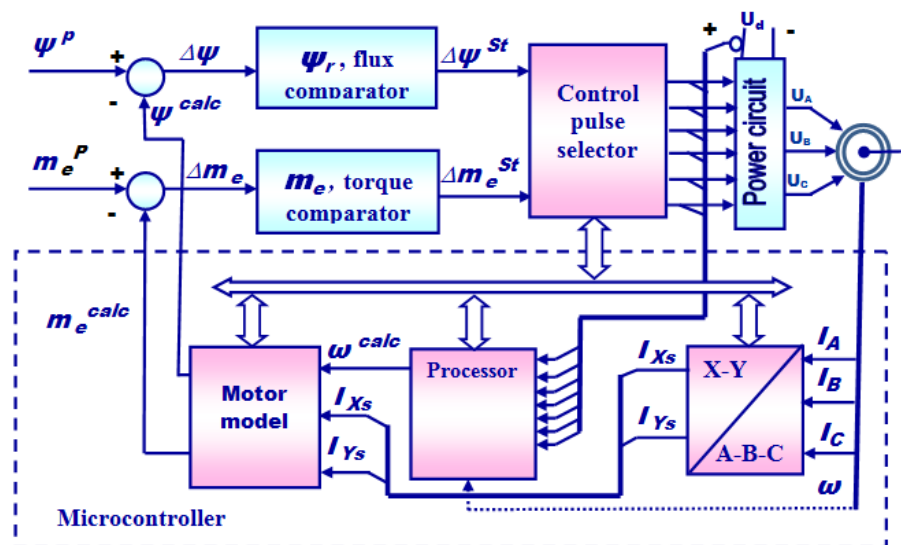 ψ^p
+
-
Δψ
ψ^calc
ψ_r, flux
comparator
Δψ^St
m_e^P
+
-
Δm_e
m_e, torque
comparator
Δm_e^St
Control
pulse
selector
+
U_d
-
Power circuit
U_A
U_B
U_C
m_e^calc
ω^calc
Motor
model
I_Xs
I_Ys
Processor
I_Xs
I_Ys
X-Y
A-B-C
I_A
I_B
I_C
ω
Microcontroller